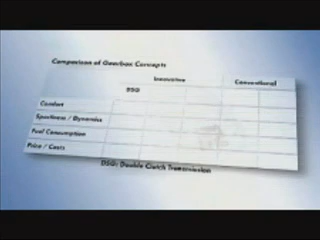 Comparison of Gearbox Concepts
Innovative Conventional
DSG
Comfort
Sportiness / Dynamics
Fuel Consumption
Price / Costs
DSG: Double Clutch Transmission